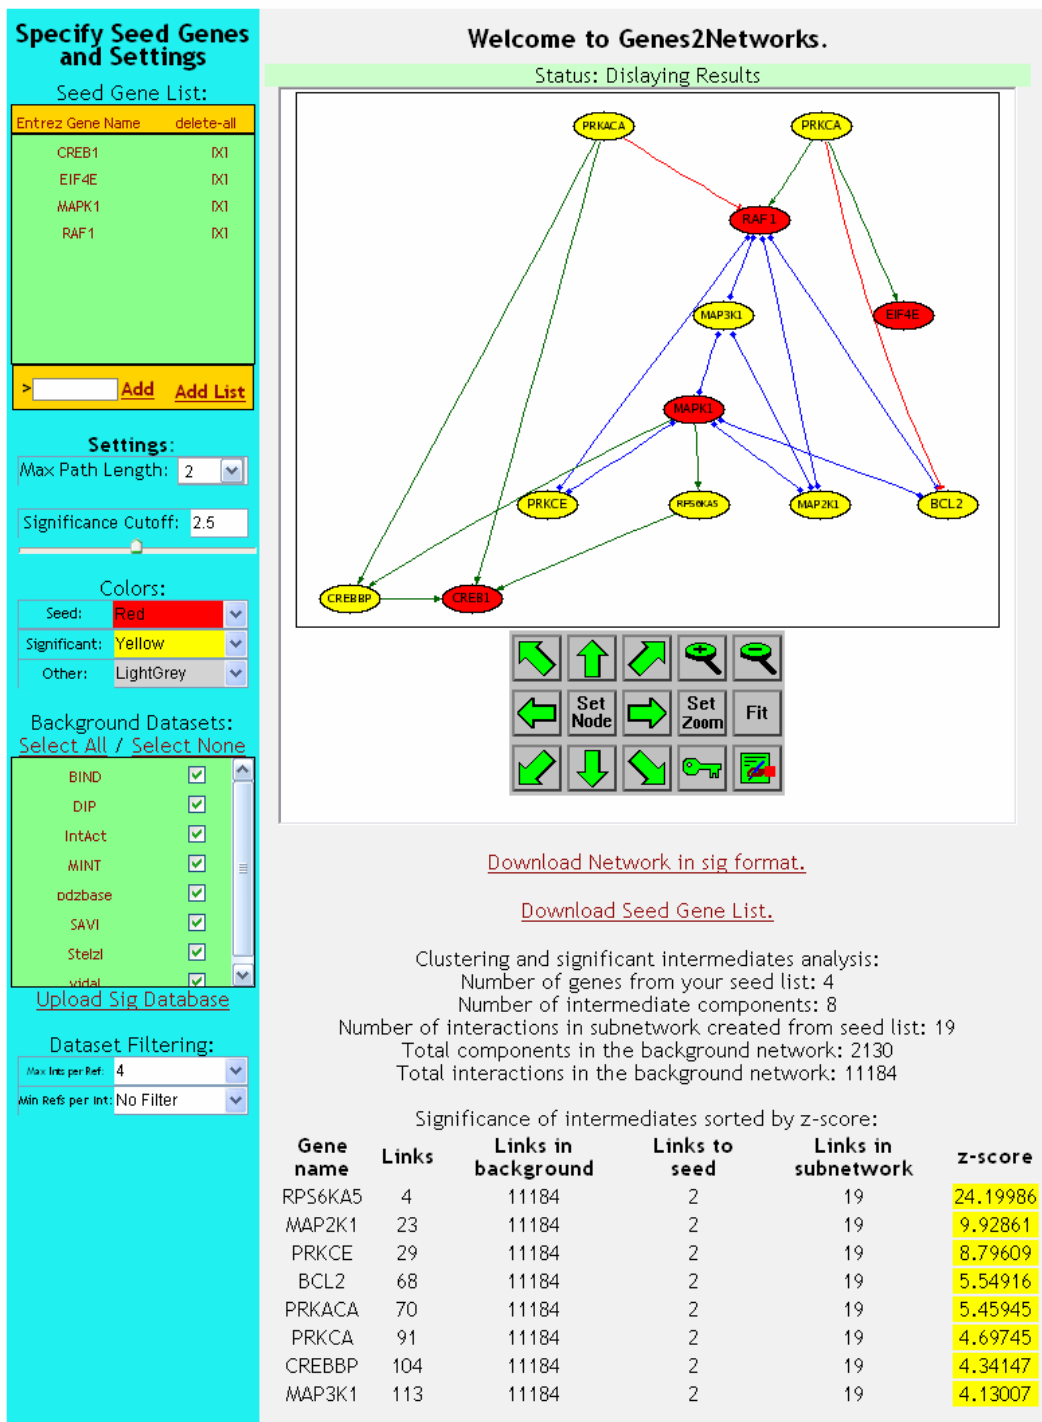 Specify Seed Genes
and Settings
Seed Gene List:
Entrez Gene Name delete-all
CREB1 [X]
EIF4E [X]
MAPK1 [X]
RAF1 [X]
> Add Add List
Settings:
Max Path Length: 2
Significance Cutoff: 2.5
Colors:
Seed: Red
Significant: Yellow
Other: LightGrey
Background Datasets:
Select All / Select None
BIND
DIP
IntAct
MINT
pdzbase
SAVI
Stelzl
vidal
Upload Sig Database
Dataset Filtering:
Max Ints per Ref: 4
Min Refs per Int: No Filter
Welcome to Genes2Networks.
Status: Dislaying Results
PRKACA PRKCA
RAF1
MAP3K1 EIF4E
MAPK1
PRKCE RPS6KA5 MAP2K1 BCL2
CREBBP CREB1
Set Node
Set Zoom
Fit
Download Network in sig format.
Download Seed Gene List.
Clustering and significant intermediates analysis:
Number of genes from your seed list: 4
Number of intermediate components: 8
Number of interactions in subnetwork created from seed list: 19
Total components in the background network: 2130
Total interactions in the background network: 11184
Significance of intermediates sorted by z-score:
Gene name Links Links in background Links to seed Links in subnetwork z-score
RPS6KA5 4 11184 2 19 24.19986
MAP2K1 23 11184 2 19 9.92861
PRKCE 29 11184 2 19 8.79609
BCL2 68 11184 2 19 5.54916
PRKACA 70 11184 2 19 5.45945
PRKCA 91 11184 2 19 4.69745
CREBBP 104 11184 2 19 4.34147
MAP3K1 113 11184 2 19 4.13007